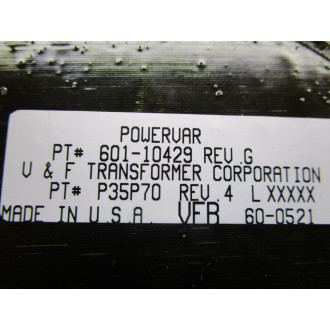 POWERVAR
PT# 601-10429 REV.G
V & F TRANSFORMER CORPORATION
PT# P35P70 REV.4 L XXXXX
MADE IN U.S.A. VFR 60-0521